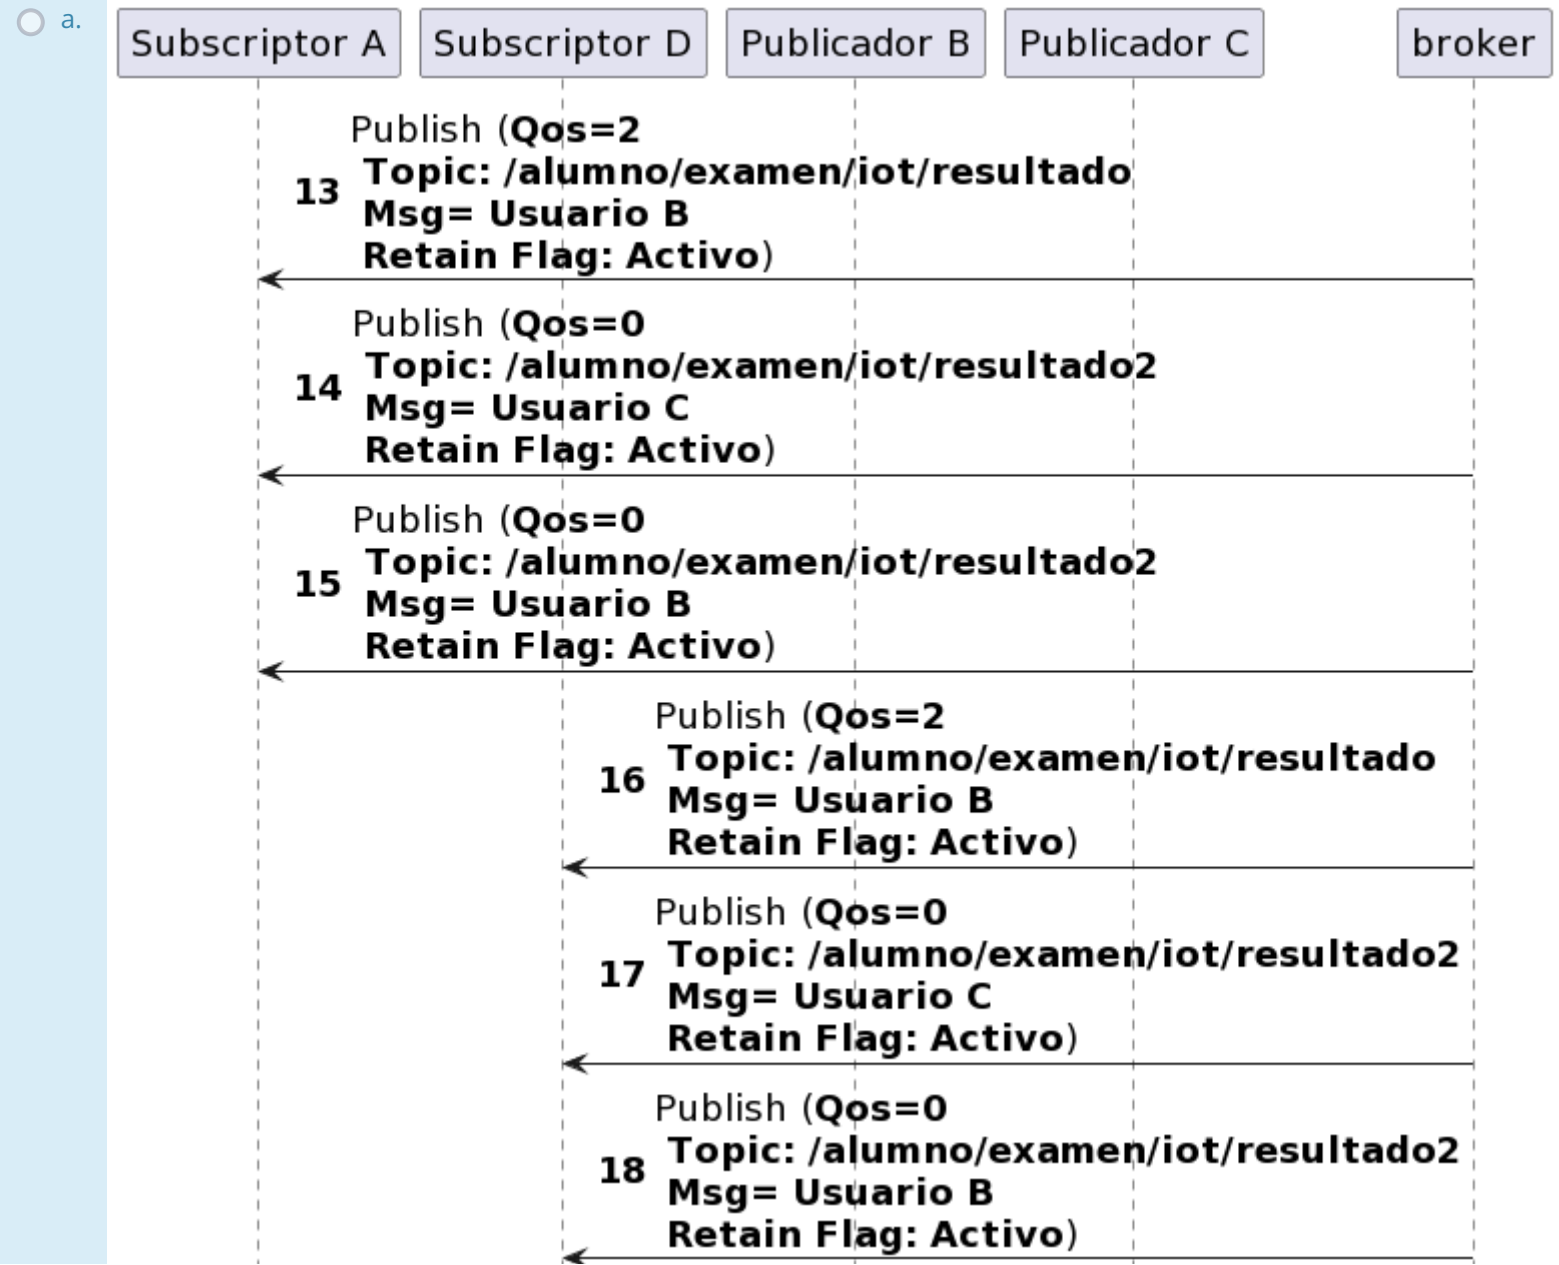 a.
Subscriptor A
Subscriptor D
Publicador B
Publicador C
broker
Publish (Qos=2
Topic: /alumno/examen/iot/resultado
13
Msg= Usuario B
Retain Flag: Activo)
Publish (Qos=0
Topic: /alumno/examen/iot/resultado2
14
Msg= Usuario C
Retain Flag: Activo)
Publish (Qos=0
Topic: /alumno/examen/iot/resultado2
15
Msg= Usuario B
Retain Flag: Activo)
Publish (Qos=2
Topic: /alumno/examen/iot/resultado
16
Msg= Usuario B
Retain Flag: Activo)
Publish (Qos=0
Topic: /alumno/examen/iot/resultado2
17
Msg= Usuario C
Retain Flag: Activo)
Publish (Qos=0
Topic: /alumno/examen/iot/resultado2
18
Msg= Usuario B
Retain Flag: Activo)